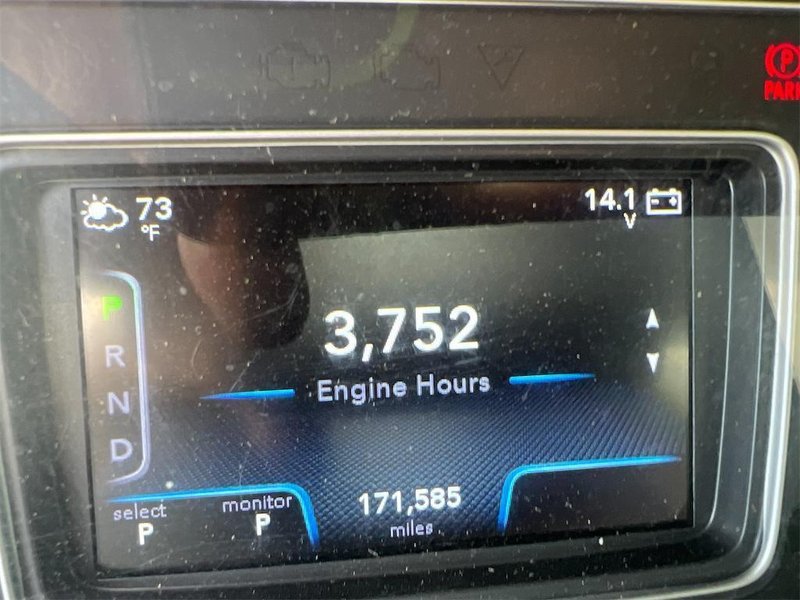 P
PARK
73
°F
14.1
V
P
R
N
D
3,752
Engine Hours
select
P
monitor
P
171,585
miles